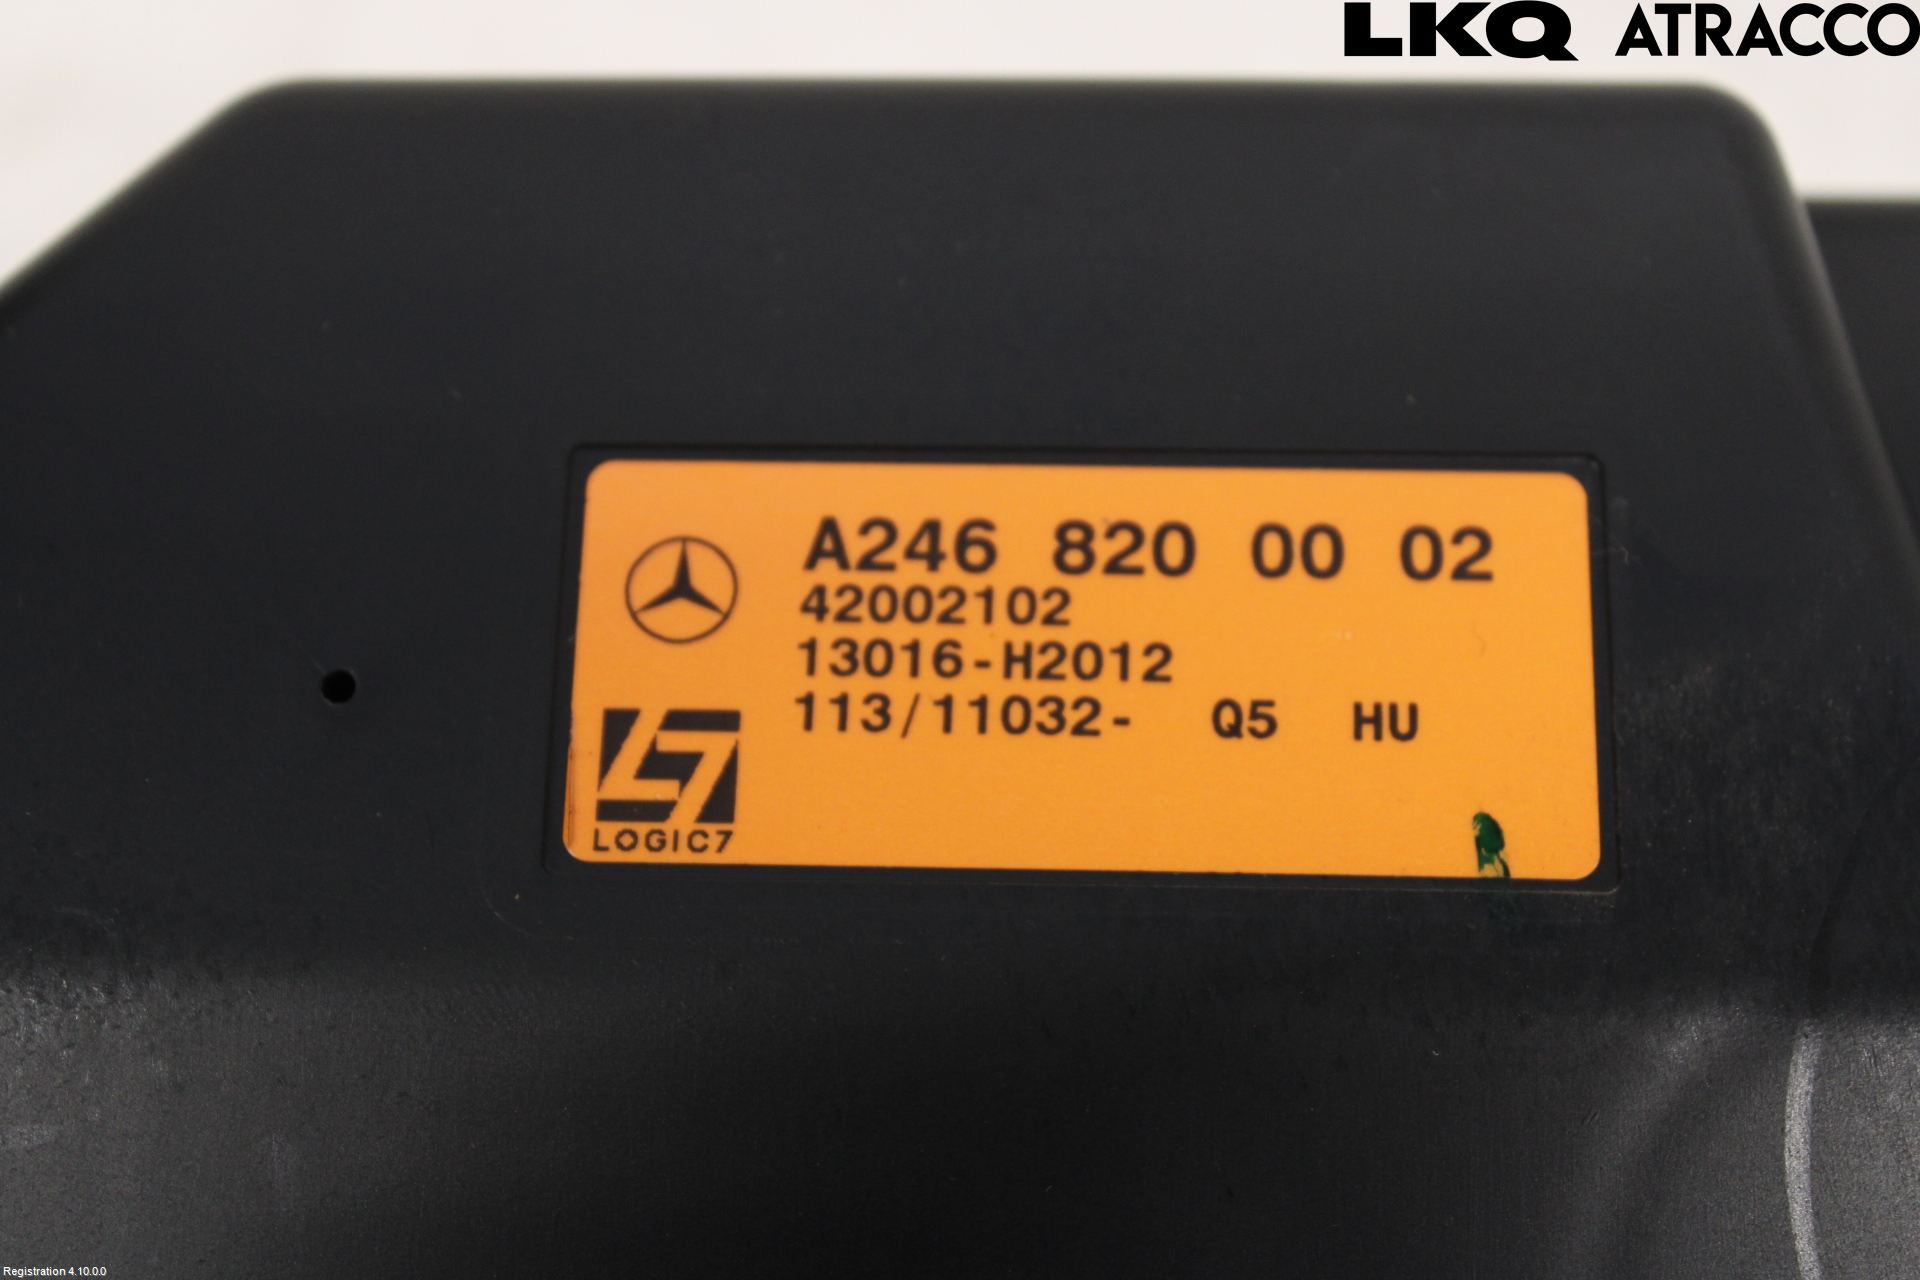 LKQ ATRACCO
A246 820 00 02
42002102
13016-H2012
113/11032- Q5 HU
L7
LOGIC7
Registration 4.10.0.0